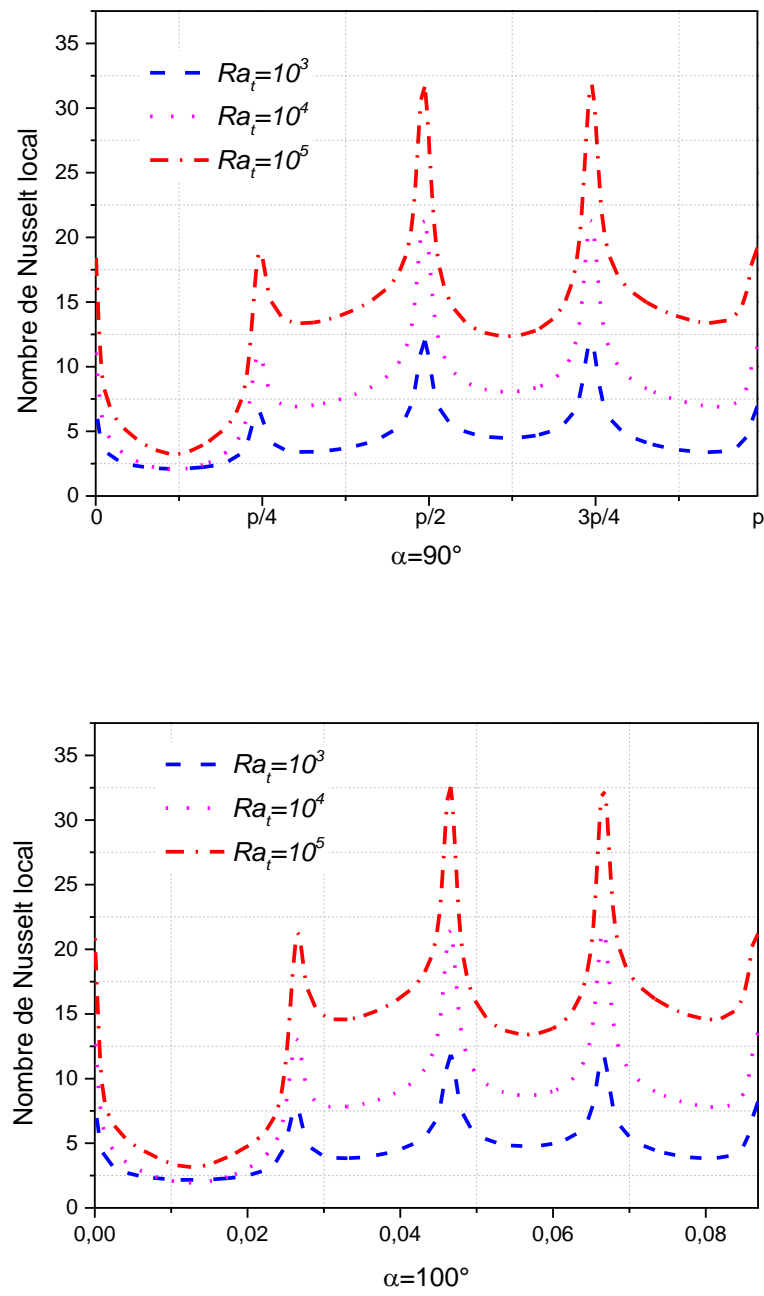 35
30
25
20
15
10
5
0
Nombre de Nusselt local
Ra_t=10^3
Ra_t=10^4
Ra_t=10^5
0 p/4 p/2 3p/4 p
α=90°
35
30
25
20
15
10
5
0
Nombre de Nusselt local
Ra_t=10^3
Ra_t=10^4
Ra_t=10^5
0,00 0,02 0,04 0,06 0,08
α=100°